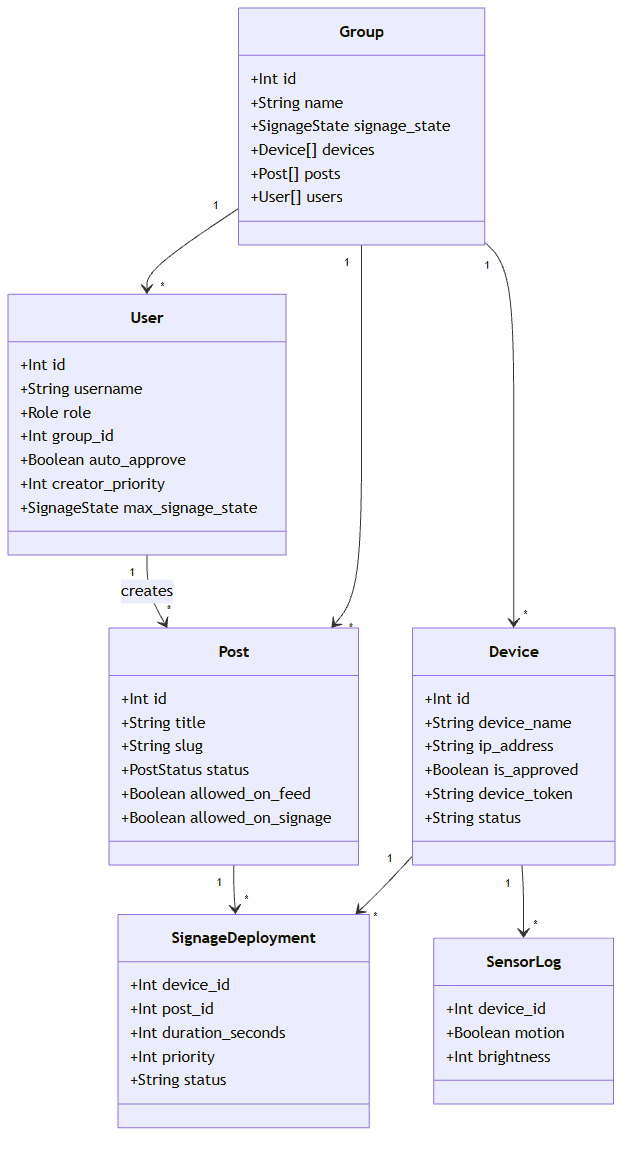 Group
+Int id
+String name
+SignageState signage_state
+Device[] devices
+Post[] posts
+User[] users
1
1
1
*
User
+Int id
+String username
+Role role
+Int group_id
+Boolean auto_approve
+Int creator_priority
+SignageState max_signage_state
1
creates
*
*
*
Post
+Int id
+String title
+String slug
+PostStatus status
+Boolean allowed_on_feed
+Boolean allowed_on_signage
Device
+Int id
+String device_name
+String ip_address
+Boolean is_approved
+String device_token
+String status
1
*
1
*
1
*
SignageDeployment
+Int device_id
+Int post_id
+Int duration_seconds
+Int priority
+String status
SensorLog
+Int device_id
+Boolean motion
+Int brightness